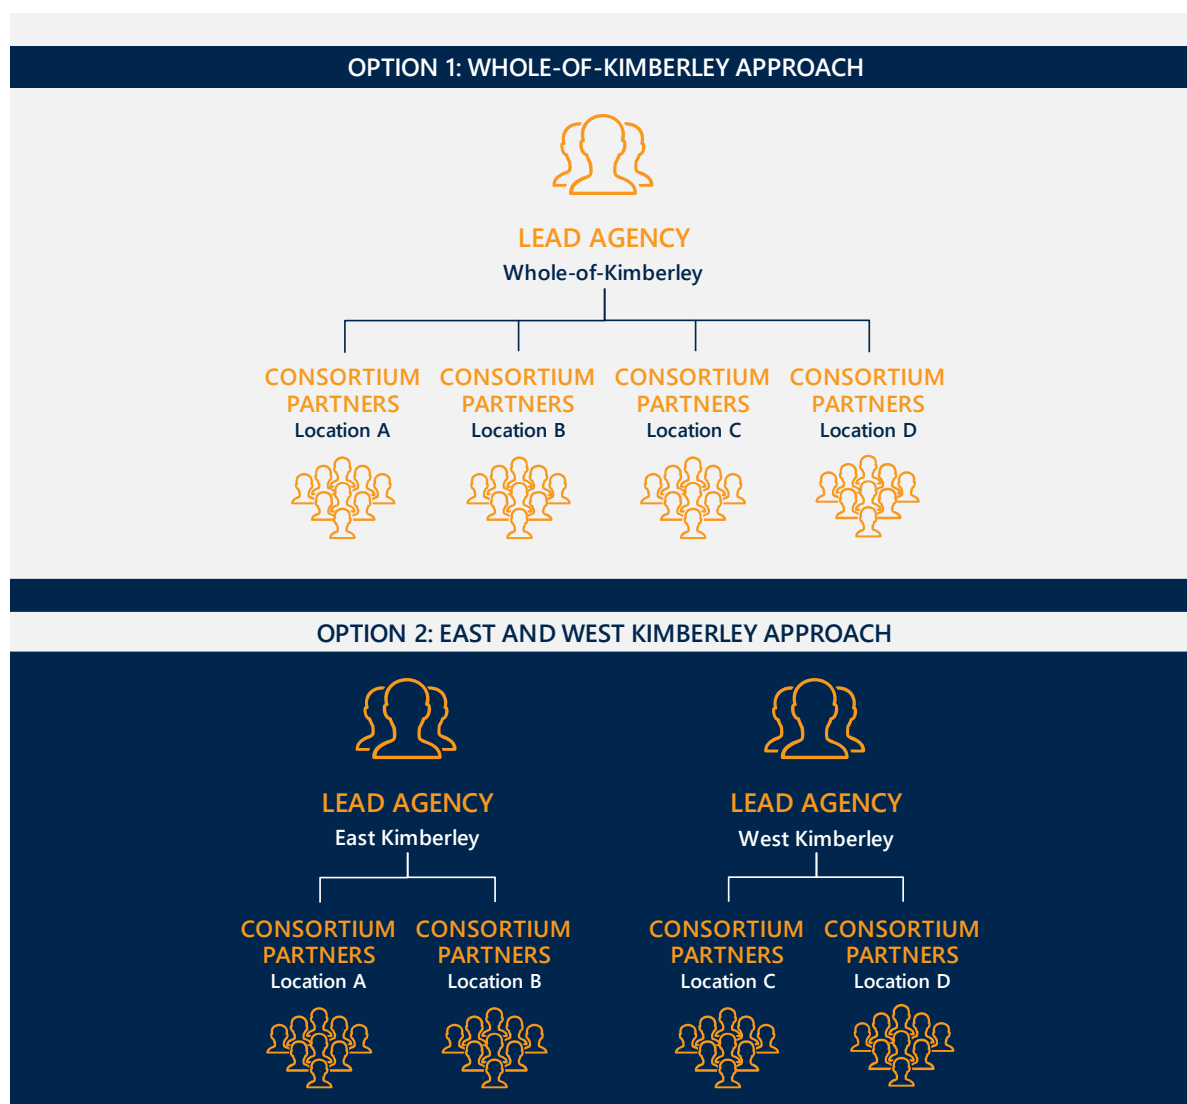 OPTION 1: WHOLE-OF-KIMBERLEY APPROACH
LEAD AGENCY
Whole-of-Kimberley
CONSORTIUM PARTNERS
Location A
CONSORTIUM PARTNERS
Location B
CONSORTIUM PARTNERS
Location C
CONSORTIUM PARTNERS
Location D
OPTION 2: EAST AND WEST KIMBERLEY APPROACH
LEAD AGENCY
East Kimberley
LEAD AGENCY
West Kimberley
CONSORTIUM
PARTNERS
Location A
CONSORTIUM
PARTNERS
Location B
CONSORTIUM
PARTNERS
Location C
CONSORTIUM
PARTNERS
Location D